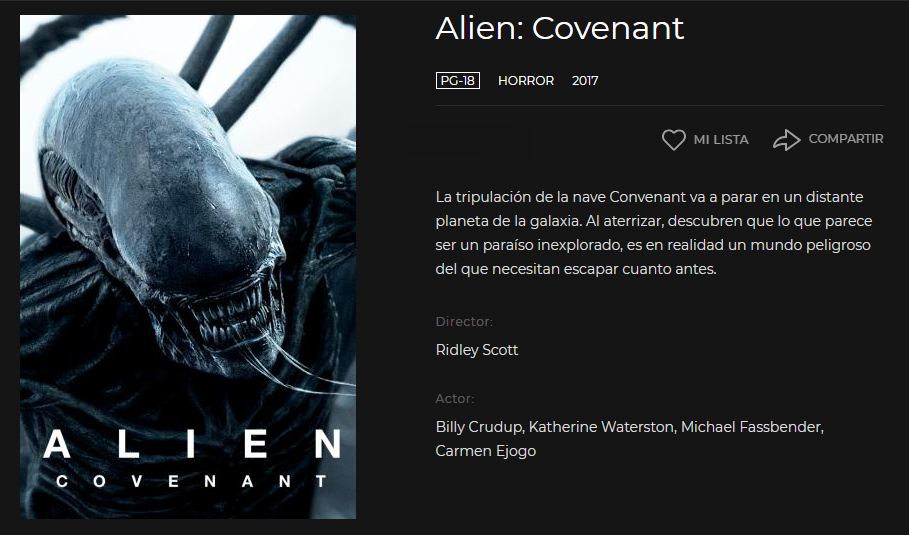 Alien: Covenant
PG-18 HORROR 2017
MI LISTA COMPARTIR
La tripulación de la nave Convenant va a parar en un distante
planeta de la galaxia. Al aterrizar, descubren que lo que parece
ser un paraíso inexplorado, es en realidad un mundo peligroso
del que necesitan escapar cuanto antes.
Director:
Ridley Scott
Actor:
Billy Crudup, Katherine Waterston, Michael Fassbender,
Carmen Ejogo
ALIEN
COVENANT